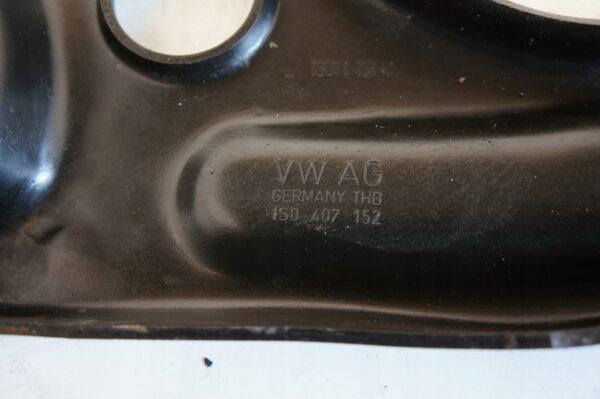 VW AG
GERMANY THB
1S0 407 152